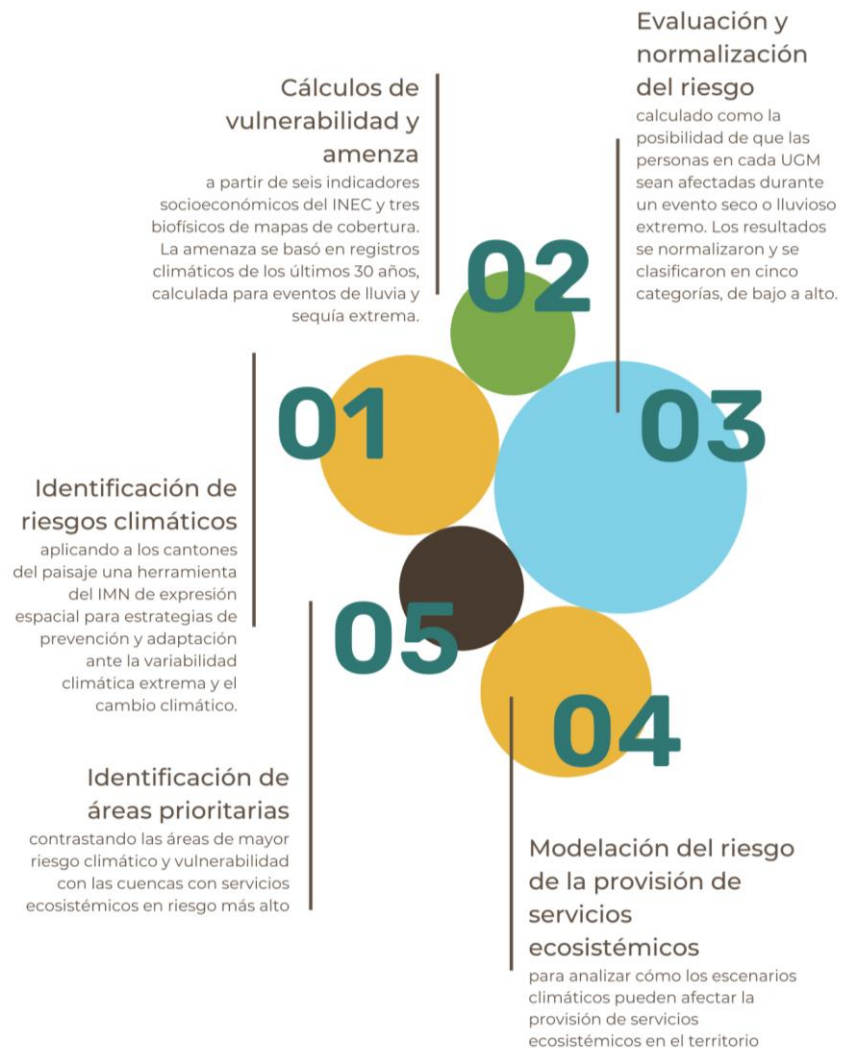 01
Identificación de
riesgos climáticos
aplicando a los cantones
del paisaje una herramienta
del IMN de expresión
espacial para estrategias de
prevención y adaptación
ante la variabilidad
climática extrema y el
cambio climático.
02
Cálculos de
vulnerabilidad y
amenza
a partir de seis indicadores
socioeconómicos del INEC y tres
biofísicos de mapas de cobertura.
La amenaza se basó en registros
climáticos de los últimos 30 años,
calculada para eventos de lluvia y
sequía extrema.
03
Evaluación y
normalización
del riesgo
calculado como la
posibilidad de que las
personas en cada UGM
sean afectadas durante
un evento seco o lluvioso
extremo. Los resultados
se normalizaron y se
clasificaron en cinco
categorías, de bajo a alto.
04
Modelación del riesgo
de la provisión de
servicios
ecosistémicos
para analizar cómo los escenarios
climáticos pueden afectar la
provisión de servicios
ecosistémicos en el territorio
05
Identificación de
áreas prioritarias
contrastando las áreas de mayor
riesgo climático y vulnerabilidad
con las cuencas con servicios
ecosistémicos en riesgo más alto